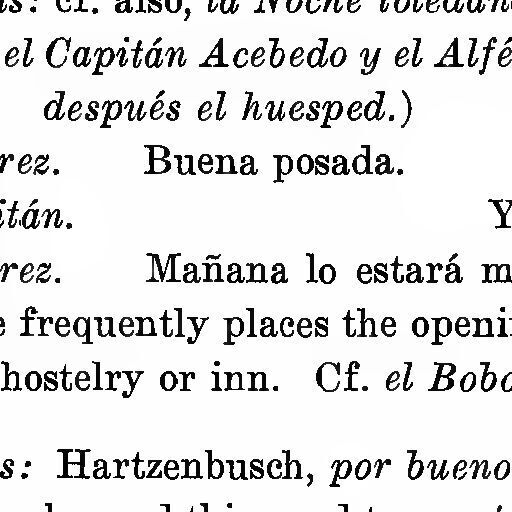 cf. also, la Noche
el Capitán Acebedo y el Alfé
después el huesped.)
rez. Buena posada.
itán. Y
rez. Mañana lo estará m
e frequently places the openi
hostelry or inn. Cf. el Bobo
s: Hartzenbusch, por bueno